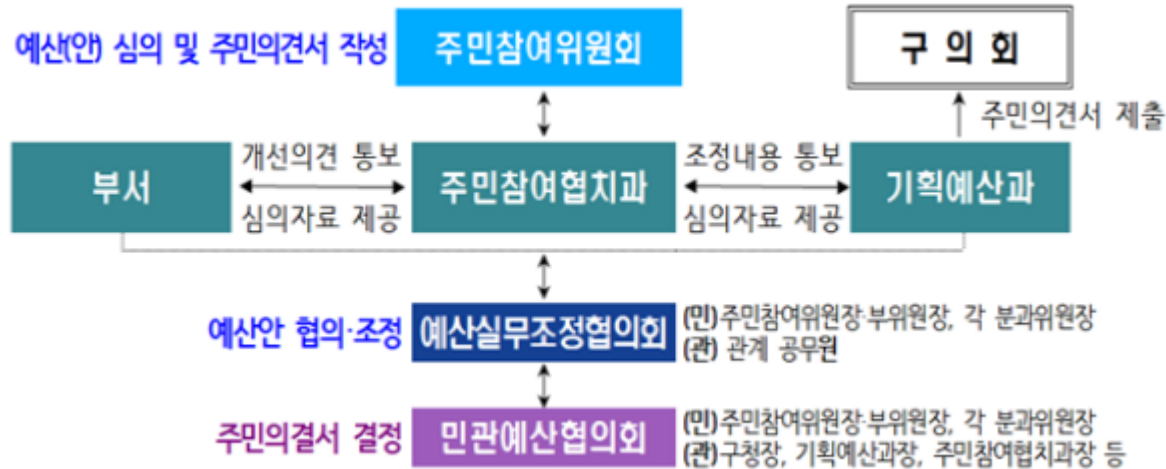 예산(안) 심의 및 주민의견서 작성
주민참여위원회
구 의 회
주민의견서 제출
부서
개선의견 통보
심의자료 제공
주민참여협치과
조정내용 통보
심의자료 제공
기획예산과
예산안 협의·조정
예산실무조정협의회
(민)주민참여위원장·부위원장, 각 분과위원장
(관) 관계 공무원
주민의결서 결정
민관예산협의회
(민)주민참여위원장·부위원장, 각 분과위원장
(관)구청장, 기획예산과장, 주민참여협치과장 등